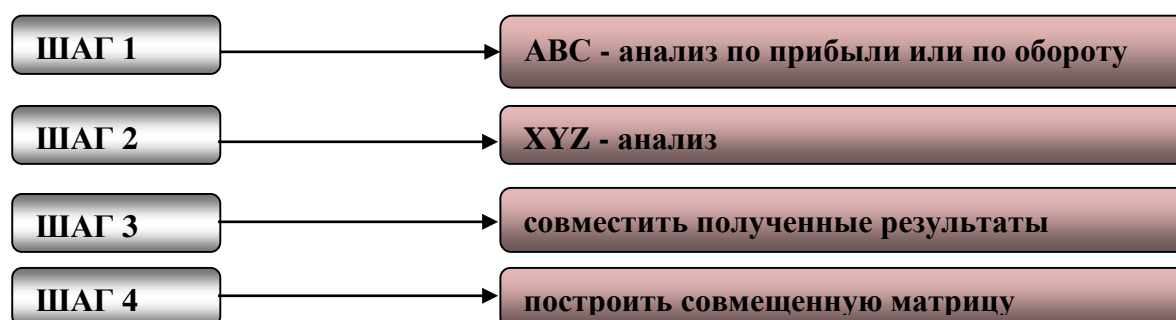 ШАГ 1
АВС - анализ по прибыли или по обороту
ШАГ 2
XYZ - анализ
ШАГ 3
совместить полученные результаты
ШАГ 4
построить совмещенную матрицу